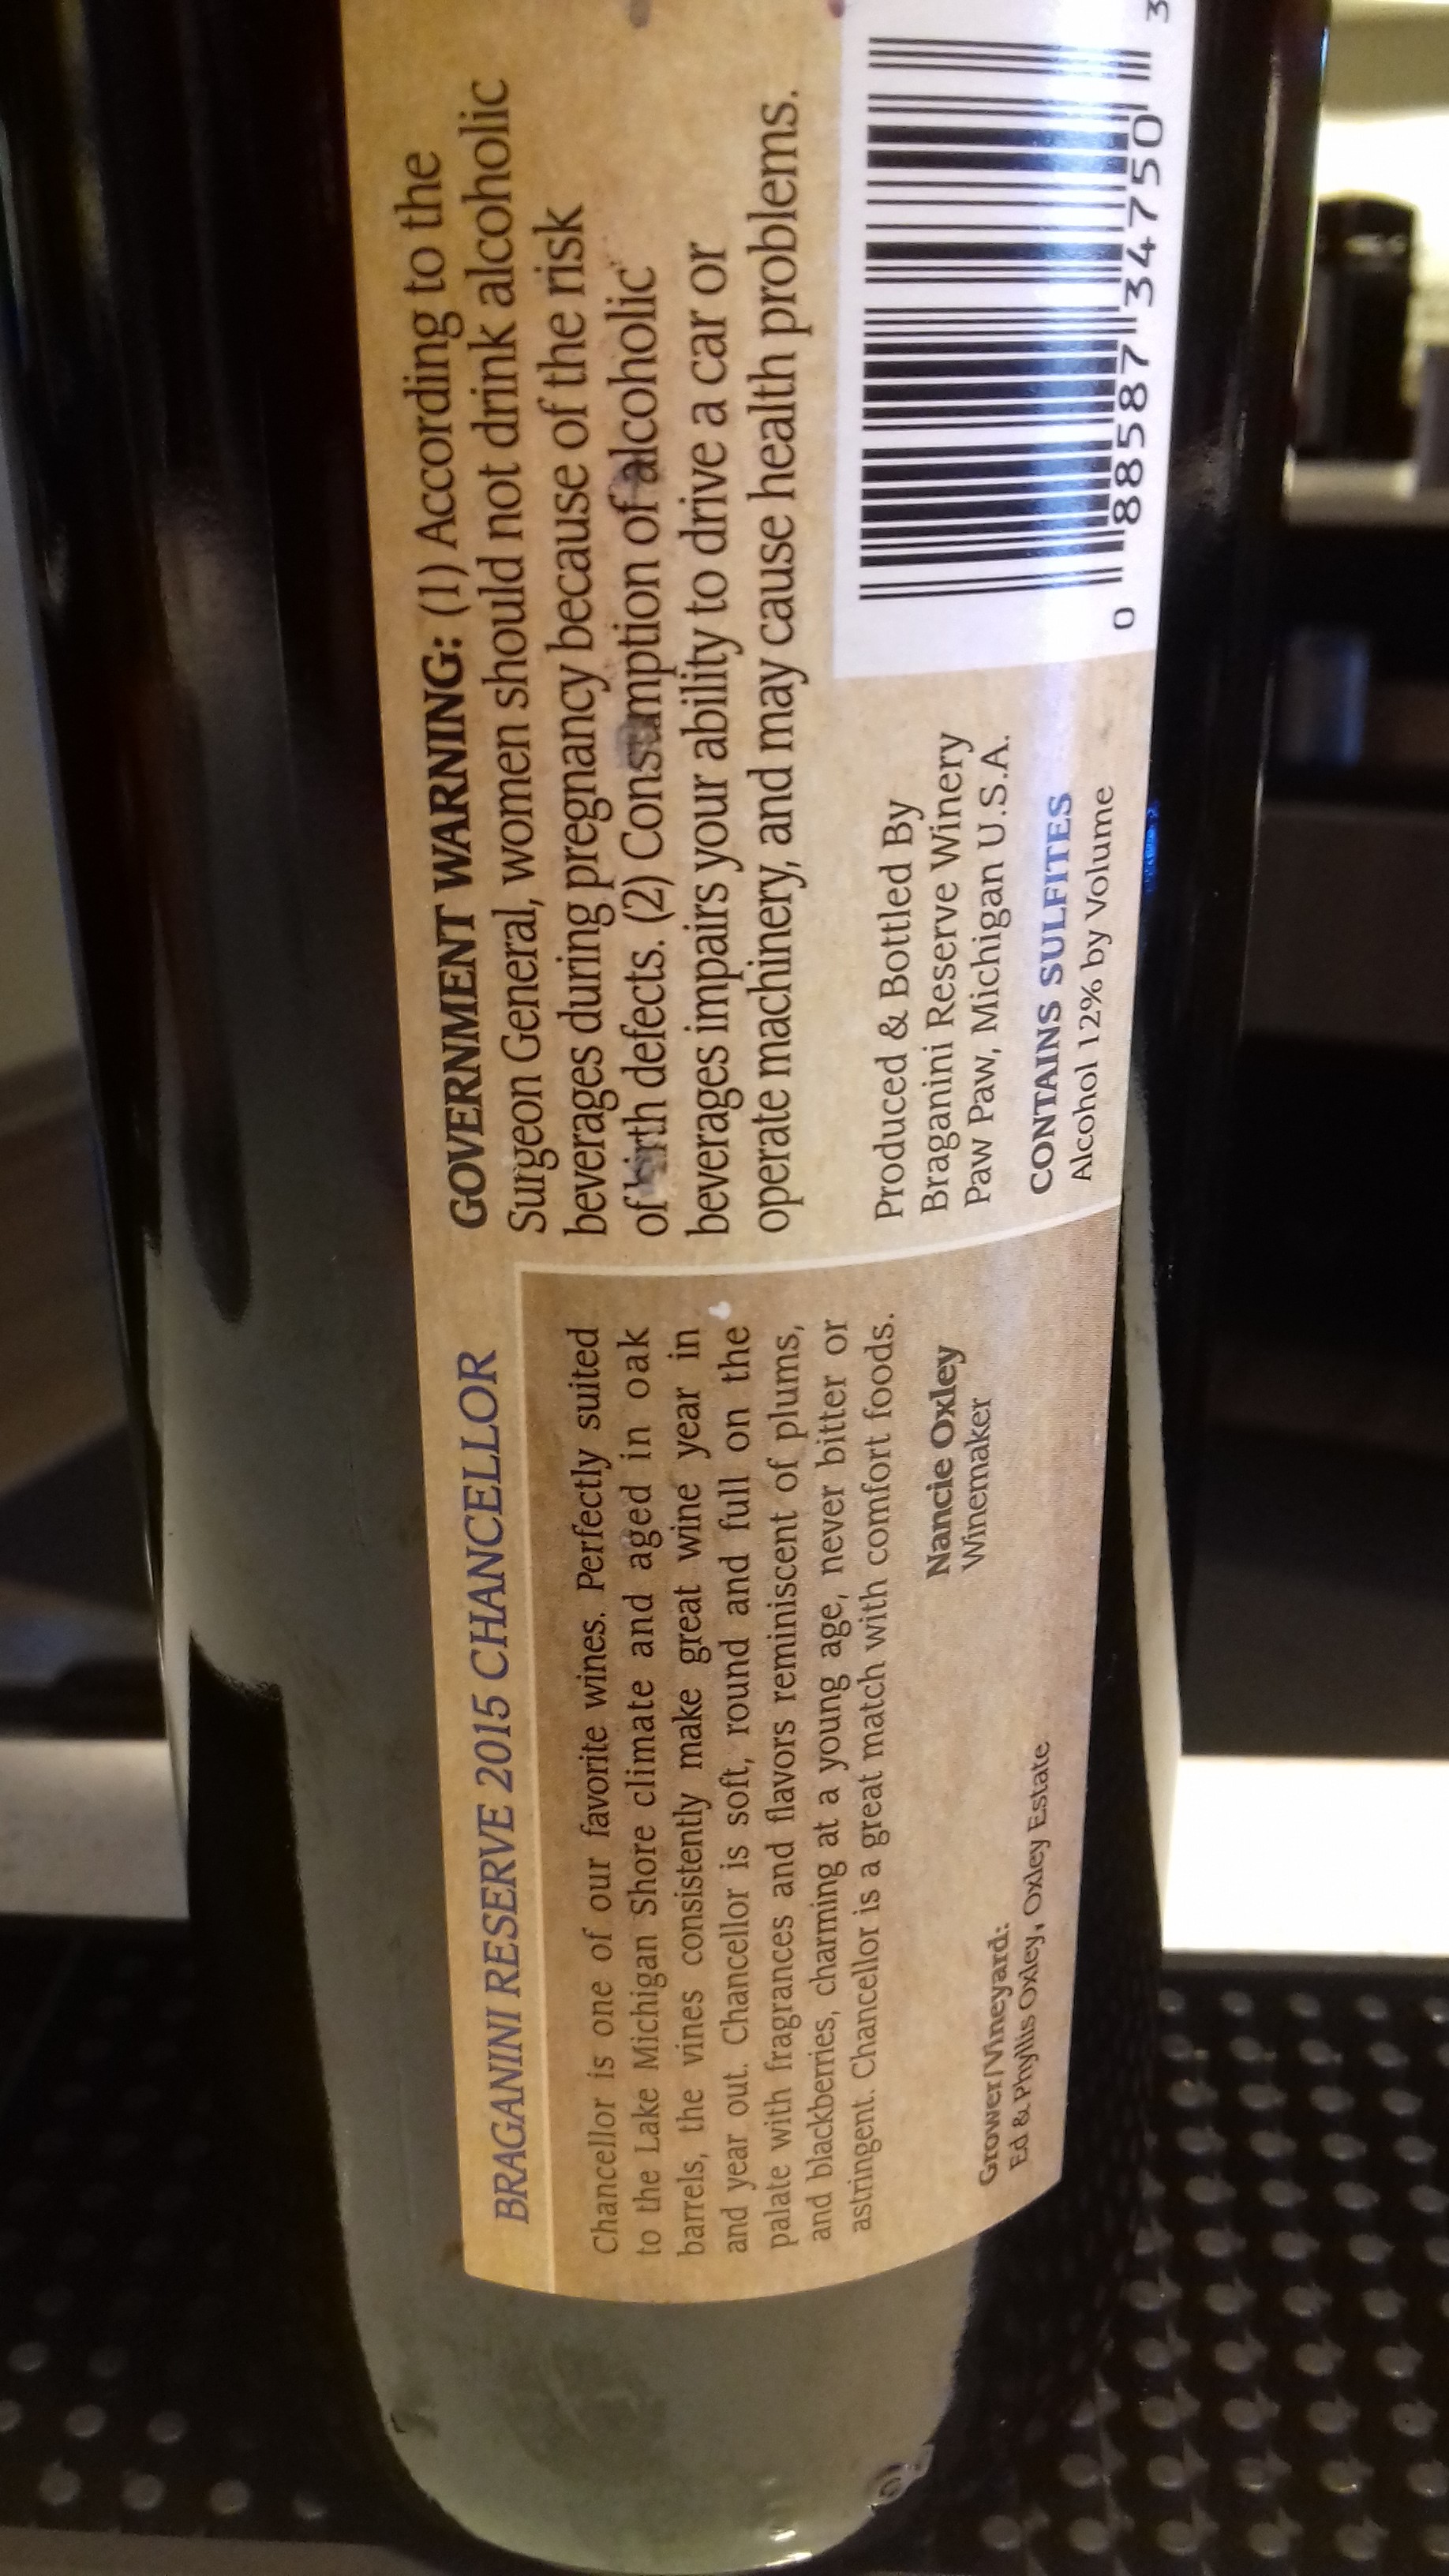 BRAGANINI RESERVE 2015 CHANCELLOR
Chancellor is one of our favorite wines. Perfectly suited
to the Lake Michigan Shore climate and aged in oak
barrels, the vines consistently make great wine year in
and year out. Chancellor is soft, round and full on the
palate with fragrances and flavors reminiscent of plums,
and blackberries, charming at a young age, never bitter or
astringent. Chancellor is a great match with comfort foods.
Nancie Oxley
Winemaker
Grower/Vineyard:
Ed & Phyllis Oxley, Oxley Estate
GOVERNMENT WARNING: (1) According to the
Surgeon General, women should not drink alcoholic
beverages during pregnancy because of the risk
of birth defects. (2) Consumption of alcoholic
beverages impairs your ability to drive a car or
operate machinery, and may cause health problems.
Produced & Bottled By
Braganini Reserve Winery
Paw Paw, Michigan U.S.A.
CONTAINS SULFITES
Alcohol 12% by Volume
0 88587 34750 3